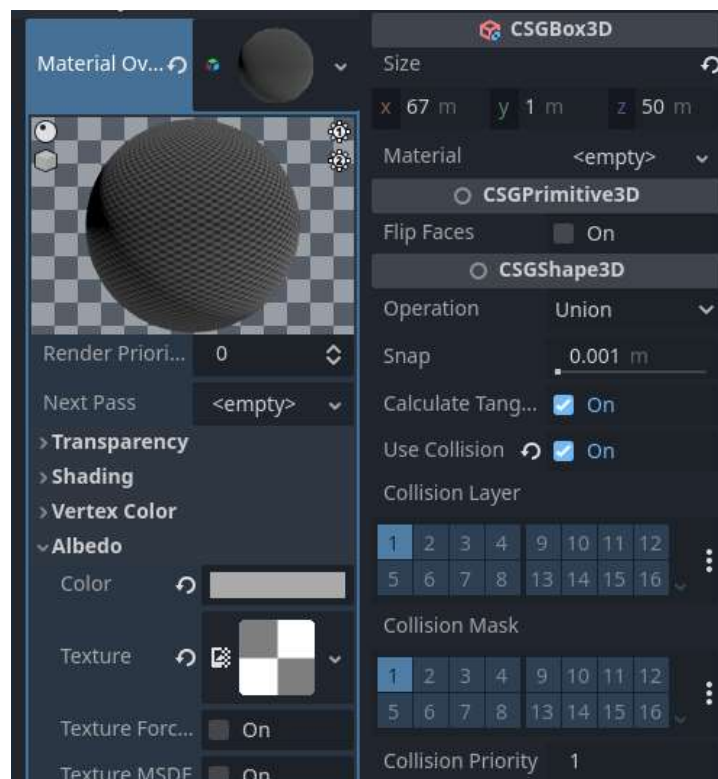 Material Ov...
1
2
Render Priori... 0
Next Pass <empty>
Transparency
Shading
Vertex Color
Albedo
Color
Texture
Texture Forc... On
Texture MSDF On
CSGBox3D
Size
x 67 m y 1 m z 50 m
Material <empty>
CSGPrimitive3D
Flip Faces On
CSGShape3D
Operation Union
Snap 0.001 m
Calculate Tang... On
Use Collision On
Collision Layer
1 2 3 4 9 10 11 12
5 6 7 8 13 14 15 16
Collision Mask
1 2 3 4 9 10 11 12
5 6 7 8 13 14 15 16
Collision Priority 1